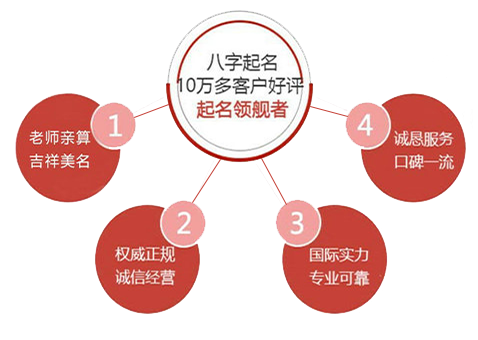 八字起名
10万多客户好评
起名领舰者
1
老师亲算
吉祥美名
2
权威正规
诚信经营
3
国际实力
专业可靠
4
诚恳服务
口碑一流